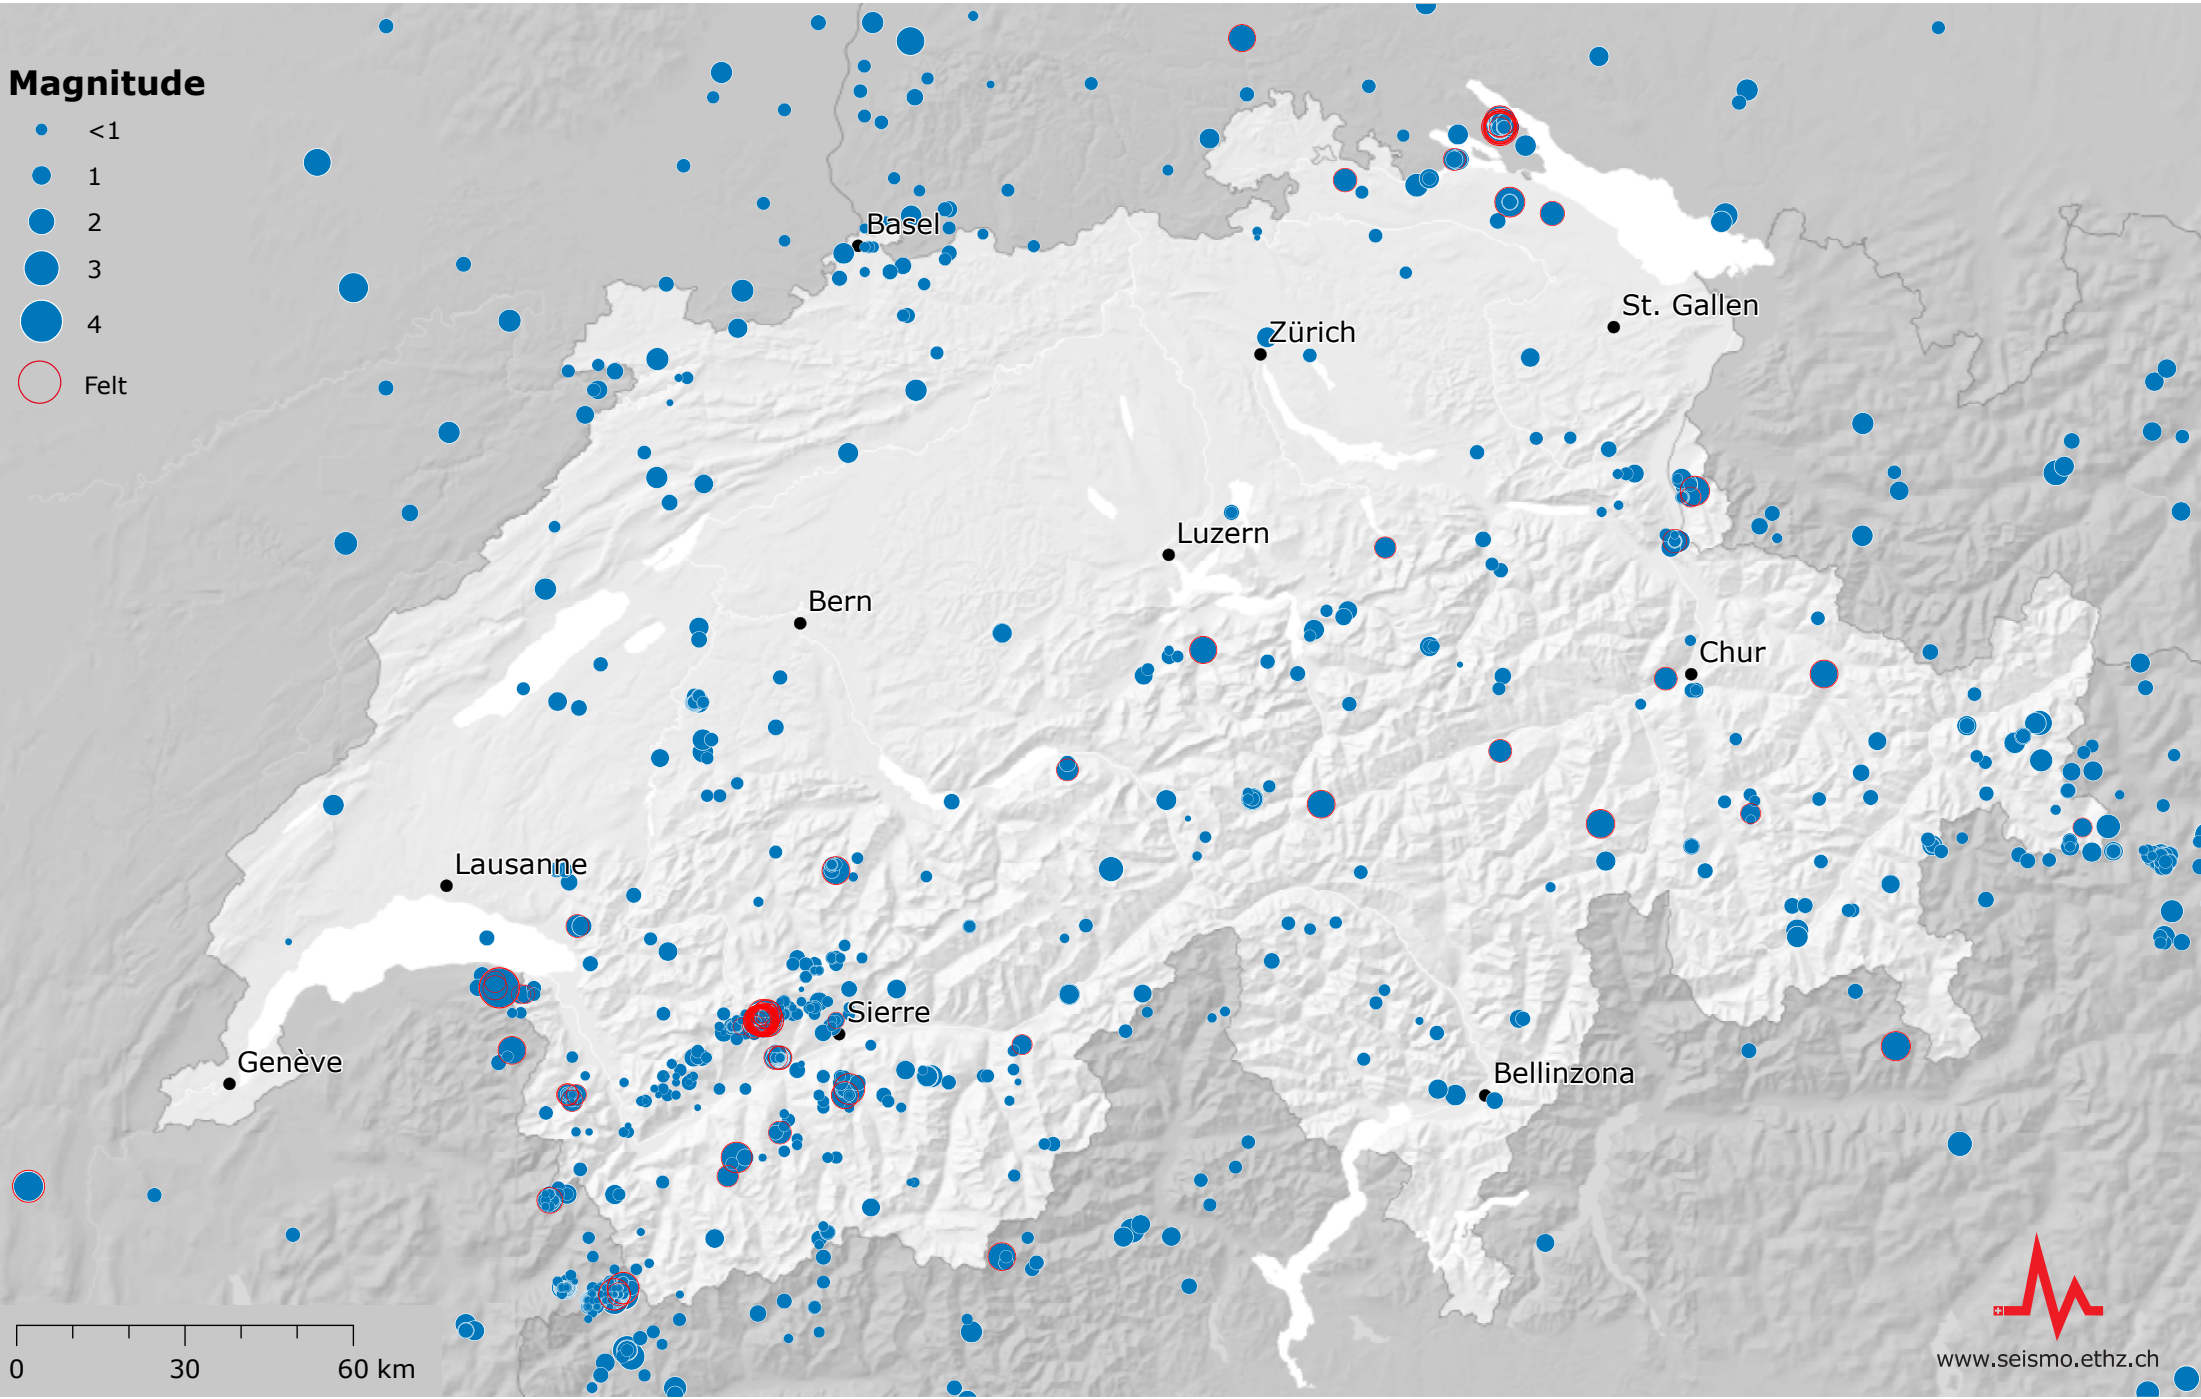 Magnitude
<1
1
2
3
4
Felt
Basel
Zürich
St. Gallen
Luzern
Bern
Chur
Lausanne
Sierre
Genève
Bellinzona
0 30 60 km
www.seismo.ethz.ch